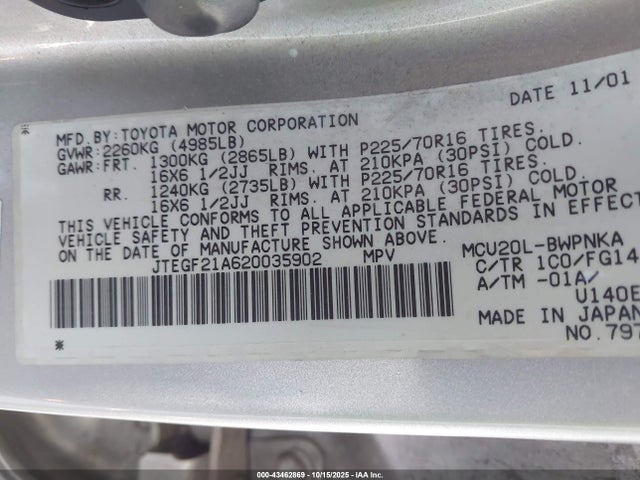 DATE 11/01
MFD.BY:TOYOTA MOTOR CORPORATION
GVWR:2260KG (4985LB)
GAWR:FRT. 1300KG (2865LB) WITH P225/70R16 TIRES.
16X6 1/2JJ RIMS. AT 210KPA (30PSI) COLD.
RR. 1240KG (2735LB) WITH P225/70R16 TIRES.
16X6 1/2JJ RIMS. AT 210KPA (30PSI) COLD.
THIS VEHICLE CONFORMS TO ALL APPLICABLE FEDERAL MOTOR
VEHICLE SAFETY AND THEFT PREVENTION STANDARDS IN EFFECT
ON THE DATE OF MANUFACTURE SHOWN ABOVE.
JTEGF21A620035902 MPV
MCU20L-BWPNKA
C/TR 1C0/FG14
A/TM -01A/
U140E
MADE IN JAPAN
NO.797
*
000-43462869 - 10/15/2025 - IAA Inc.